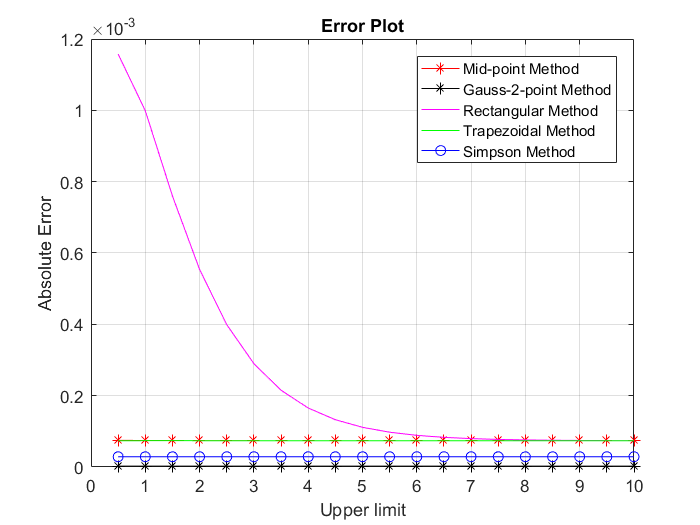 Error Plot
×10⁻³
1.2
1
0.8
0.6
0.4
0.2
0
Absolute Error
Mid-point Method
Gauss-2-point Method
Rectangular Method
Trapezoidal Method
Simpson Method
0 1 2 3 4 5 6 7 8 9 10
Upper limit